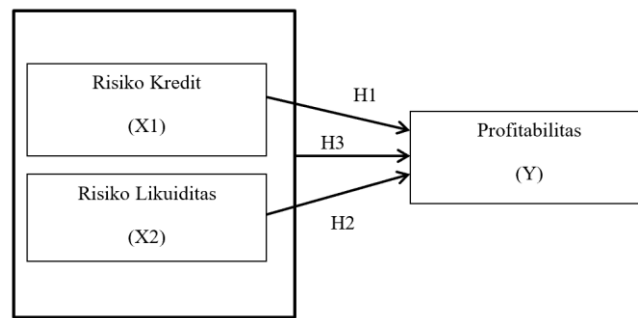 Risiko Kredit
(X1)
Risiko Likuiditas
(X2)
H1
H3
H2
Profitabilitas
(Y)